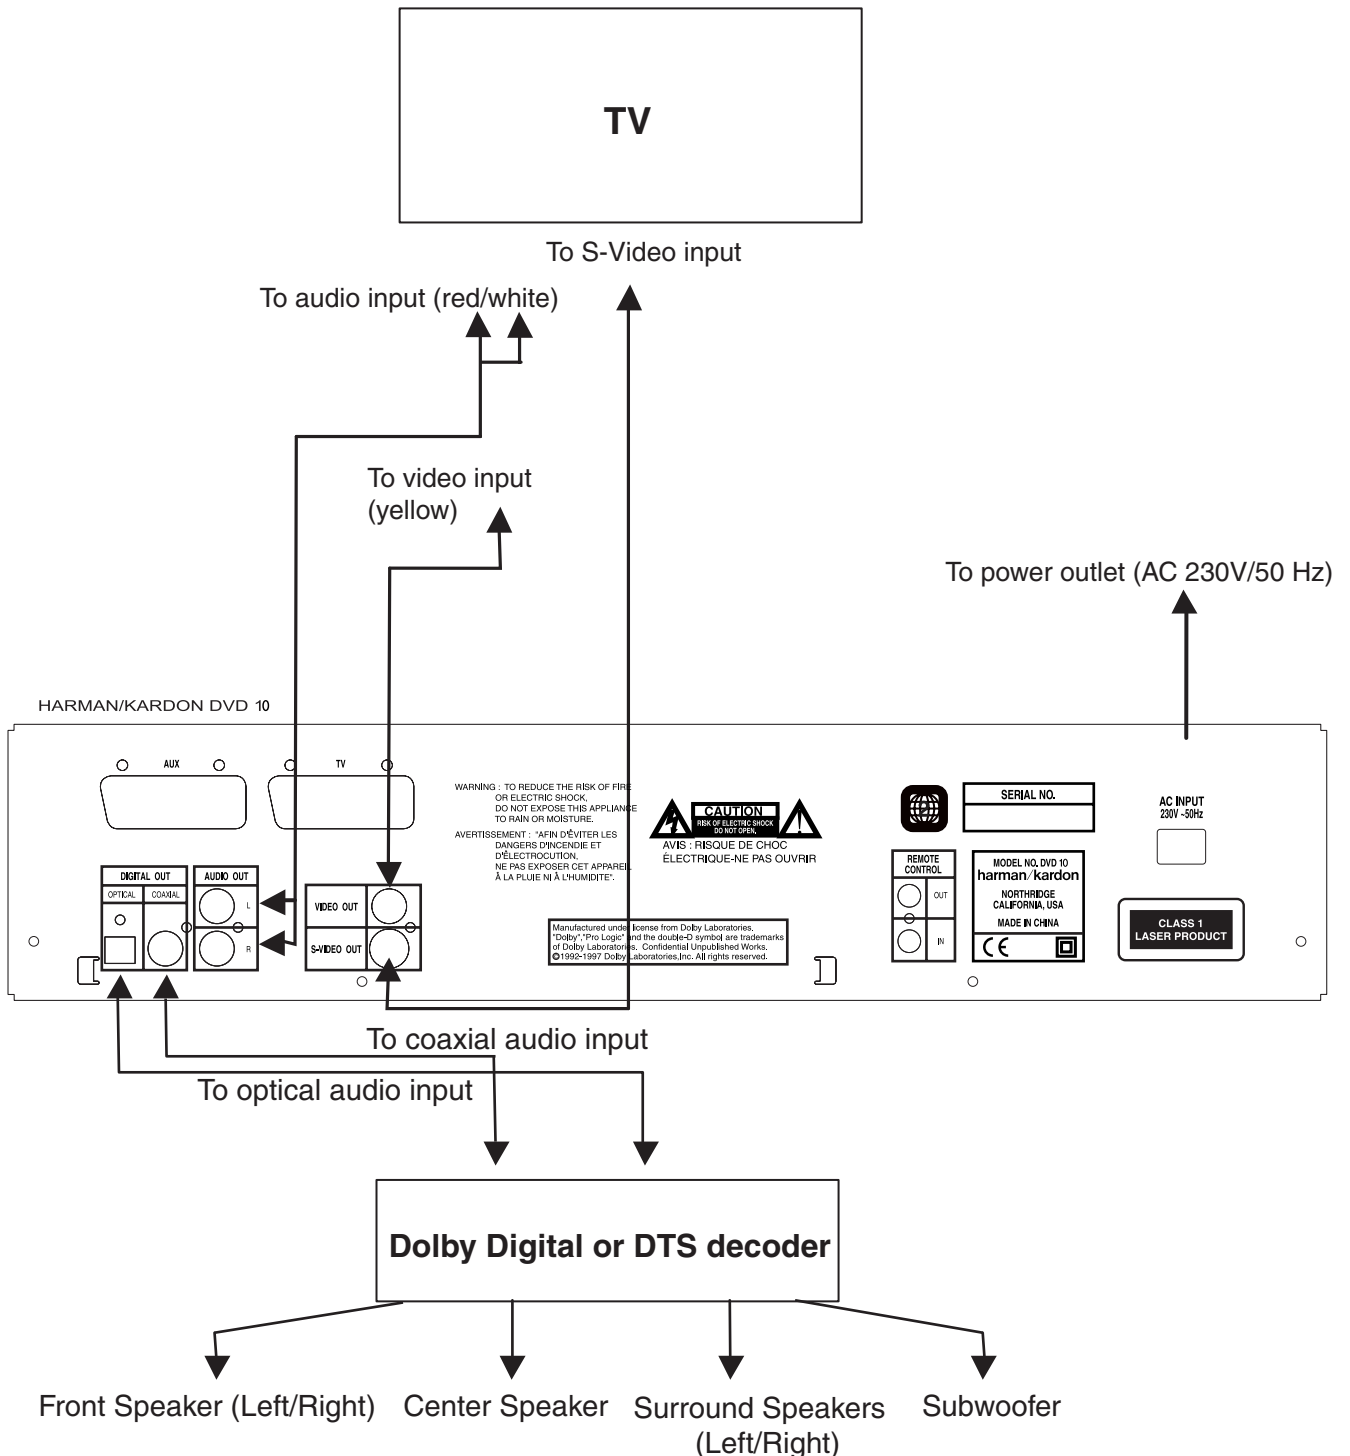 TV
To S-Video input
To audio input (red/white)
To video input
(yellow)
To power outlet (AC 230V/50 Hz)
HARMAN/KARDON DVD 10
AUX
TV
WARNING : TO REDUCE THE RISK OF FIRE
OR ELECTRIC SHOCK,
DO NOT EXPOSE THIS APPLIANCE
TO RAIN OR MOISTURE.
AVERTISSEMENT : "AFIN D'ÉVITER LES
DANGERS D'INCENDIE ET
D'ÉLECTROCUTION,
NE PAS EXPOSER CET APPAREIL
À LA PLUIE NI À L'HUMIDITE".
CAUTION
RISK OF ELECTRIC SHOCK
DO NOT OPEN,
AVIS : RISQUE DE CHOC
ÉLECTRIQUE-NE PAS OUVRIR
SERIAL NO.
AC INPUT
230V ~50Hz
DIGITAL OUT
OPTICAL
COAXIAL
AUDIO OUT
L
R
VIDEO OUT
S-VIDEO OUT
Manufactured under license from Dolby Laboratories.
"Dolby","Pro Logic" and the double-D symbol are trademarks
of Dolby Laboratories. Confidential Unpublished Works.
©1992-1997 Dolby Laboratories,Inc. All rights reserved.
REMOTE
CONTROL
OUT
IN
MODEL NO. DVD 10
harman/kardon
NORTHRIDGE
CALIFORNIA, USA
MADE IN CHINA
CE
CLASS 1
LASER PRODUCT
To coaxial audio input
To optical audio input
Dolby Digital or DTS decoder
Front Speaker (Left/Right)
Center Speaker
Surround Speakers
(Left/Right)
Subwoofer